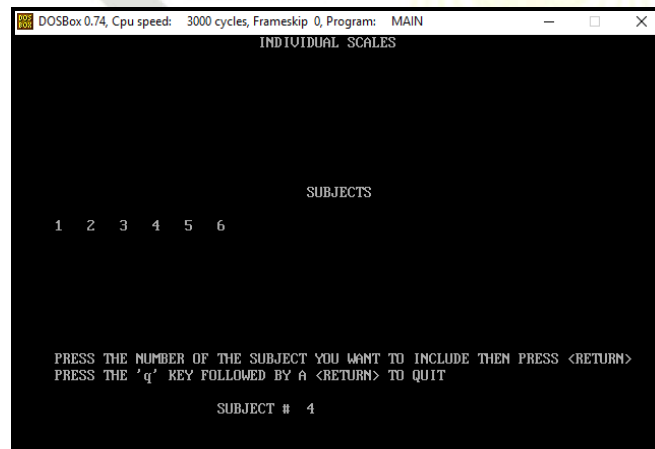 DOSBox 0.74, Cpu speed: 3000 cycles, Frameskip 0, Program: MAIN
INDIVIDUAL SCALES
SUBJECTS
1 2 3 4 5 6
PRESS THE NUMBER OF THE SUBJECT YOU WANT TO INCLUDE THEN PRESS <RETURN>
PRESS THE 'q' KEY FOLLOWED BY A <RETURN> TO QUIT
SUBJECT # 4